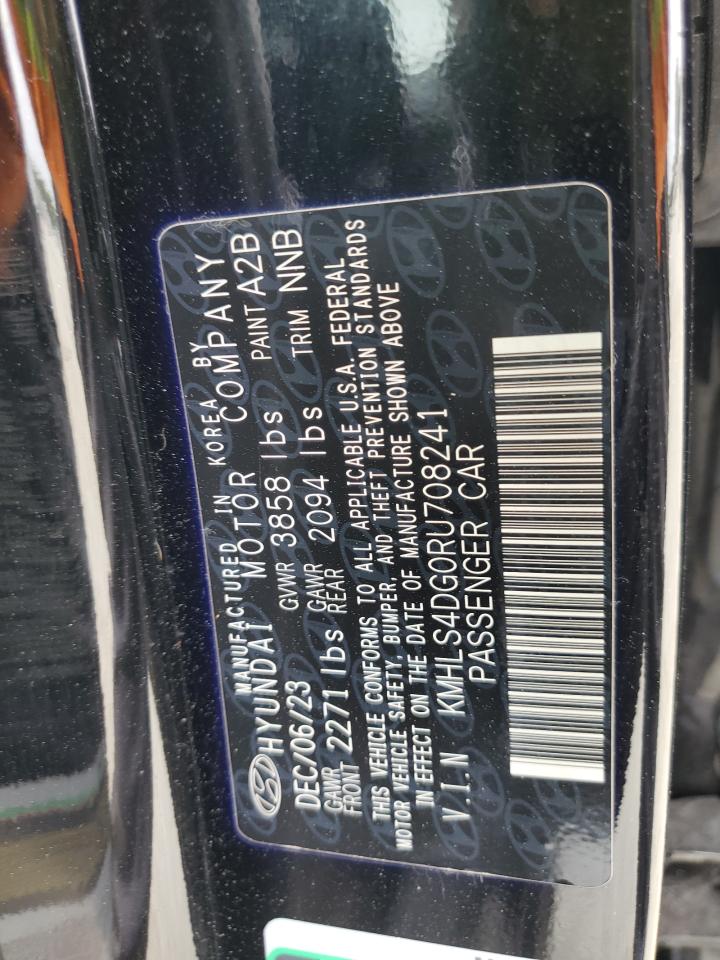 MANUFACTURED IN KOREA BY
HYUNDAI MOTOR COMPANY
DEC/06/23 GVWR 3858 lbs PAINT A2B
GAWR FRONT 2271 lbs GAWR REAR 2094 lbs TRIM NNB
THIS VEHICLE CONFORMS TO ALL APPLICABLE U.S.A. FEDERAL
MOTOR VEHICLE SAFETY, BUMPER, AND THEFT PREVENTION STANDARDS
IN EFFECT ON THE DATE OF MANUFACTURE SHOWN ABOVE
V.I.N KMHLS4DG0RU708241
PASSENGER CAR